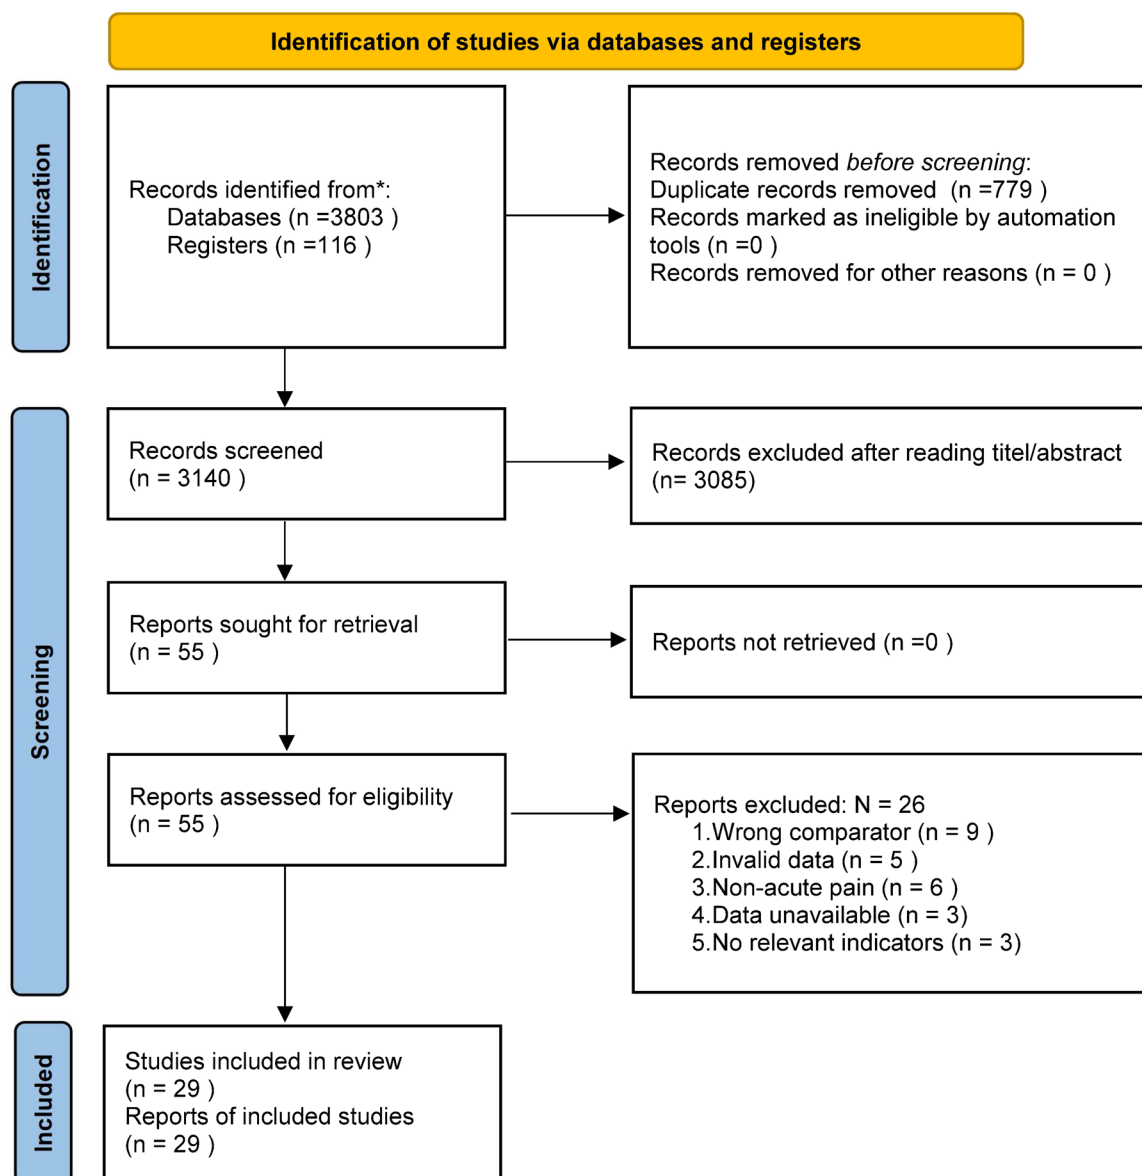 Identification of studies via databases and registers
Identification
Records identified from*:
Databases (n =3803 )
Registers (n =116 )
Records removed before screening:
Duplicate records removed  (n =779 )
Records marked as ineligible by automation
tools (n =0 )
Records removed for other reasons (n = 0 )
Screening
Records screened
(n = 3140 )
Records excluded after reading titel/abstract
(n= 3085)
Reports sought for retrieval
(n = 55 )
Reports not retrieved (n =0 )
Reports assessed for eligibility
(n = 55 )
Reports excluded: N = 26
1.Wrong comparator (n = 9 )
2.Invalid data (n = 5 )
3.Non-acute pain (n = 6 )
4.Data unavailable (n = 3)
5.No relevant indicators (n = 3)
Included
Studies included in review
(n = 29 )
Reports of included studies
(n = 29 )